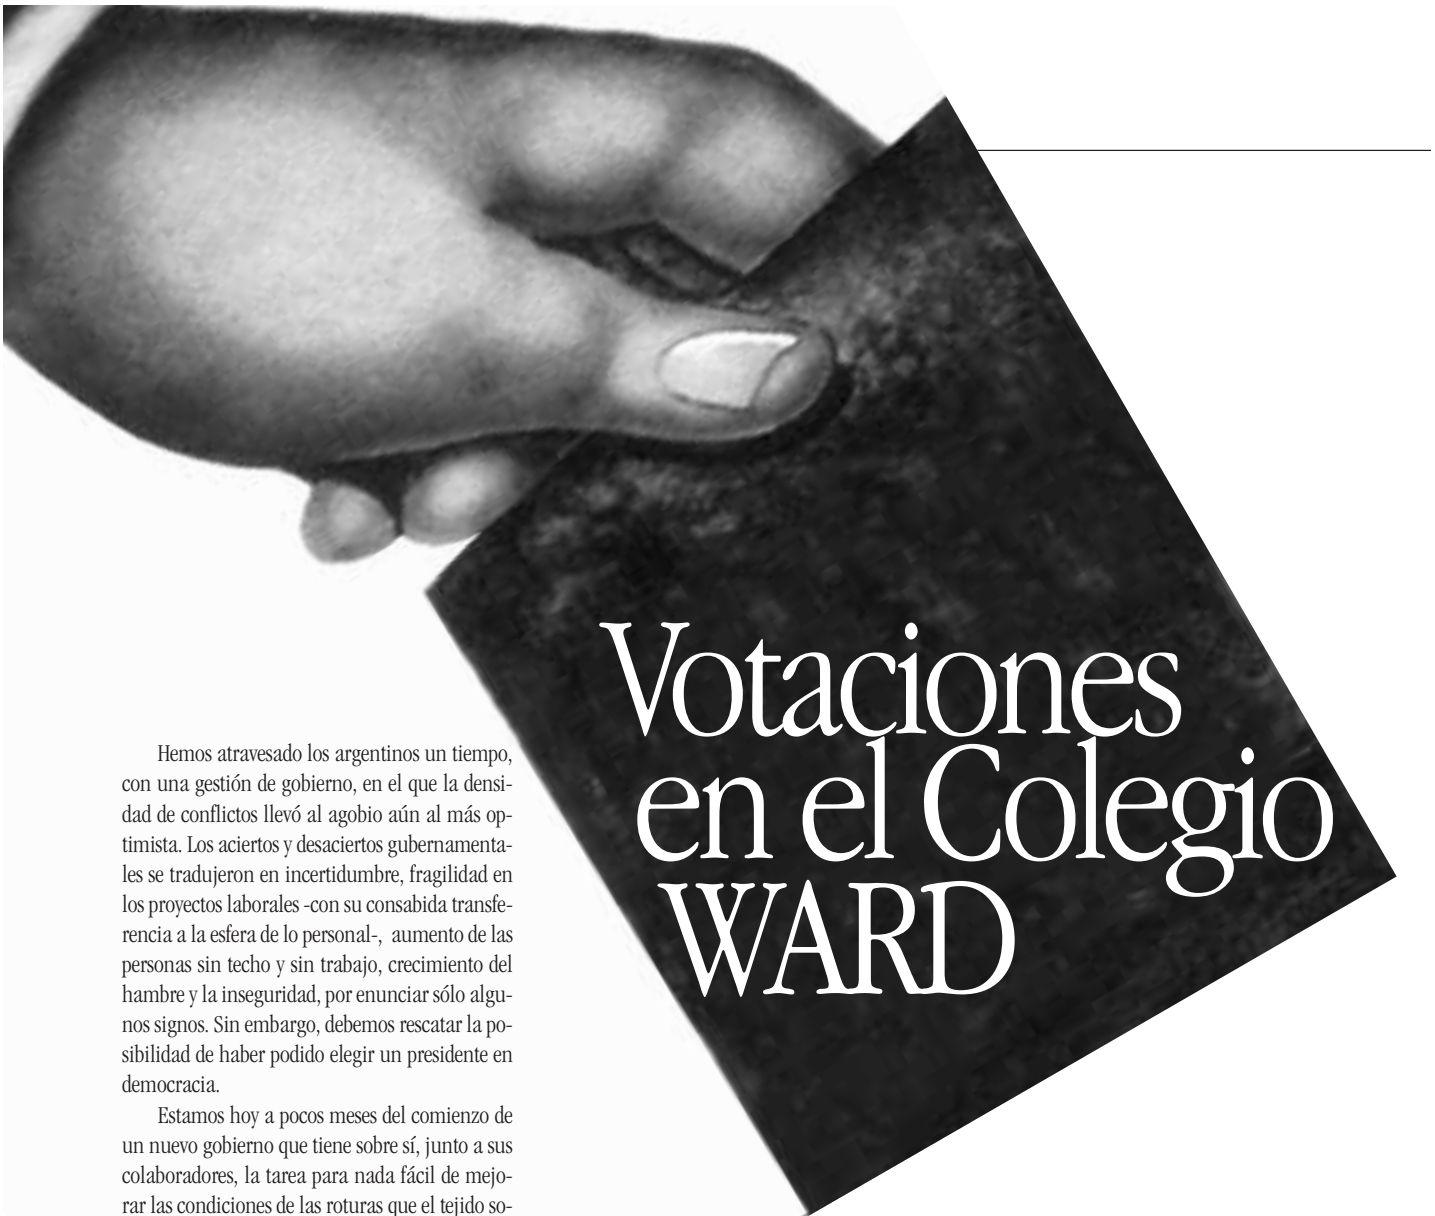 Votaciones
en el Colegio
WARD
Hemos atravesado los argentinos un tiempo,
con una gestión de gobierno, en el que la densi-
dad de conflictos llevó al agobio aún al más op-
timista. Los aciertos y desaciertos gubernamenta-
les se tradujeron en incertidumbre, fragilidad en
los proyectos laborales -con su consabida transfe-
rencia a la esfera de lo personal-, aumento de las
personas sin techo y sin trabajo, crecimiento del
hambre y la inseguridad, por enunciar sólo algu-
nos signos. Sin embargo, debemos rescatar la po-
sibilidad de haber podido elegir un presidente en
democracia.
Estamos hoy a pocos meses del comienzo de
un nuevo gobierno que tiene sobre sí, junto a sus
colaboradores, la tarea para nada fácil de mejo-
rar las condiciones de las roturas que el tejido so-